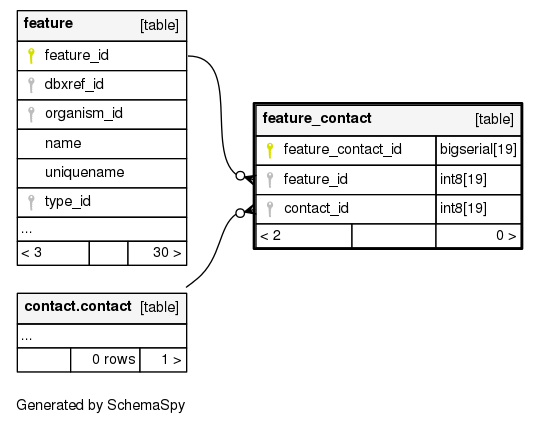 feature [table]
feature_id
dbxref_id
organism_id
name
uniquename
type_id
...
< 3 30 >
feature_contact [table]
feature_contact_id bigserial[19]
feature_id int8[19]
contact_id int8[19]
< 2 0 >
contact.contact [table]
...
0 rows 1 >
Generated by SchemaSpy